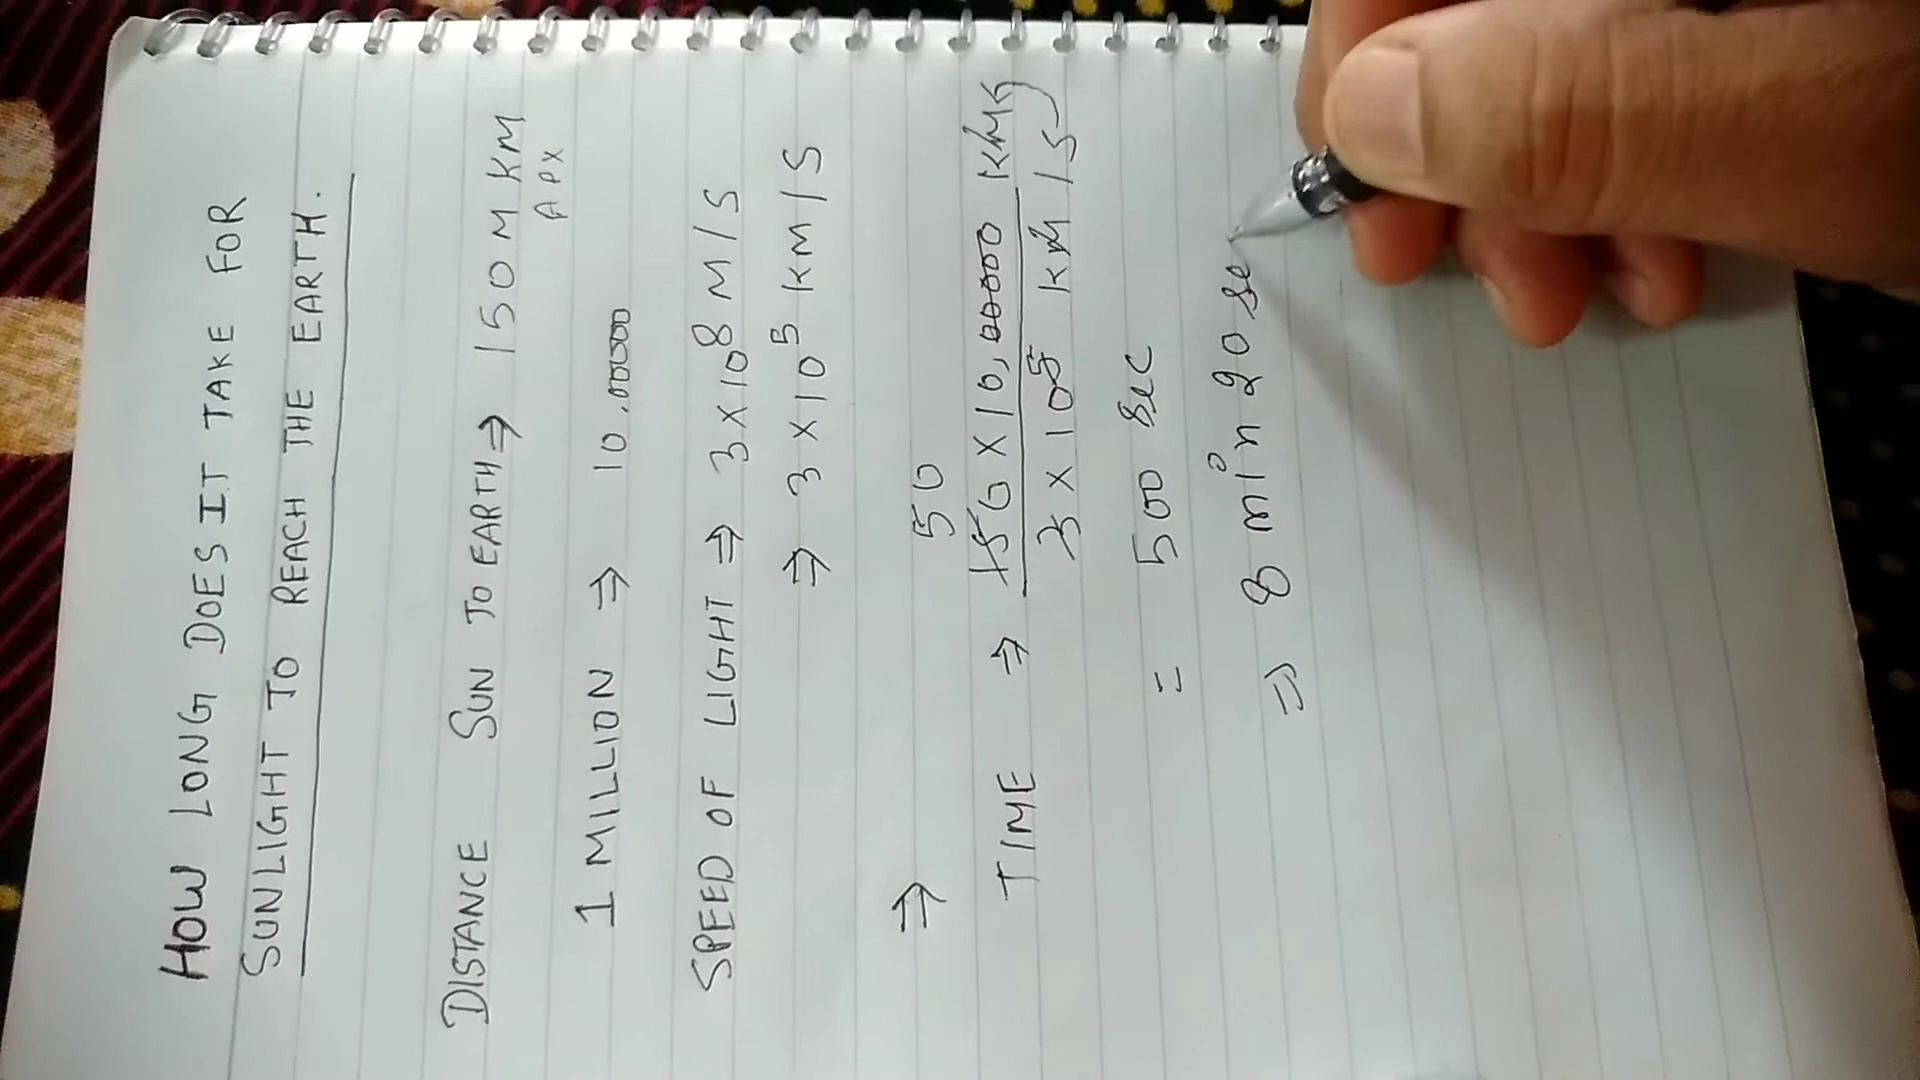 HOW LONG DOES IT TAKE FOR
SUNLIGHT TO REACH THE EARTH.
DISTANCE SUN TO EARTH ⇒ 150 M KM
APX
1 MILLION ⇒ 10,00000
SPEED OF LIGHT ⇒ 3 X 10⁸ M/S
⇒ 3 X 10⁵ KM/S
⇒ 50
TIME ⇒ 150 X 10,00000 KM
3 X 10⁵ KM/S
= 500 Sec
⇒ 8 min 20 se